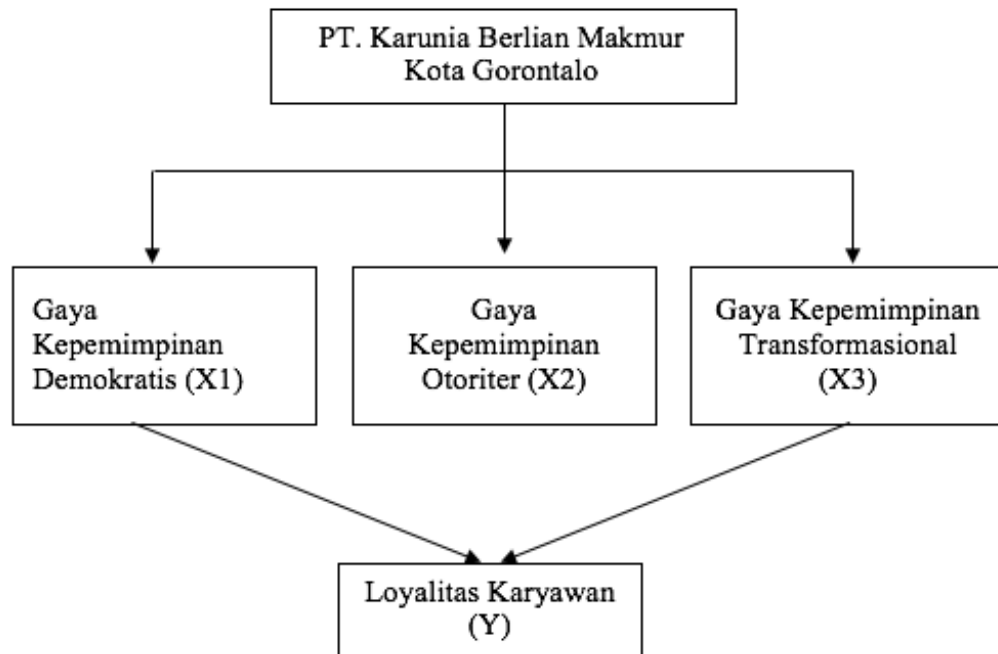 PT. Karunia Berlian Makmur
Kota Gorontalo
Gaya
Kepemimpinan
Demokratis (X1)
Gaya
Kepemimpinan
Otoriter (X2)
Gaya Kepemimpinan
Transformasional
(X3)
Loyalitas Karyawan
(Y)